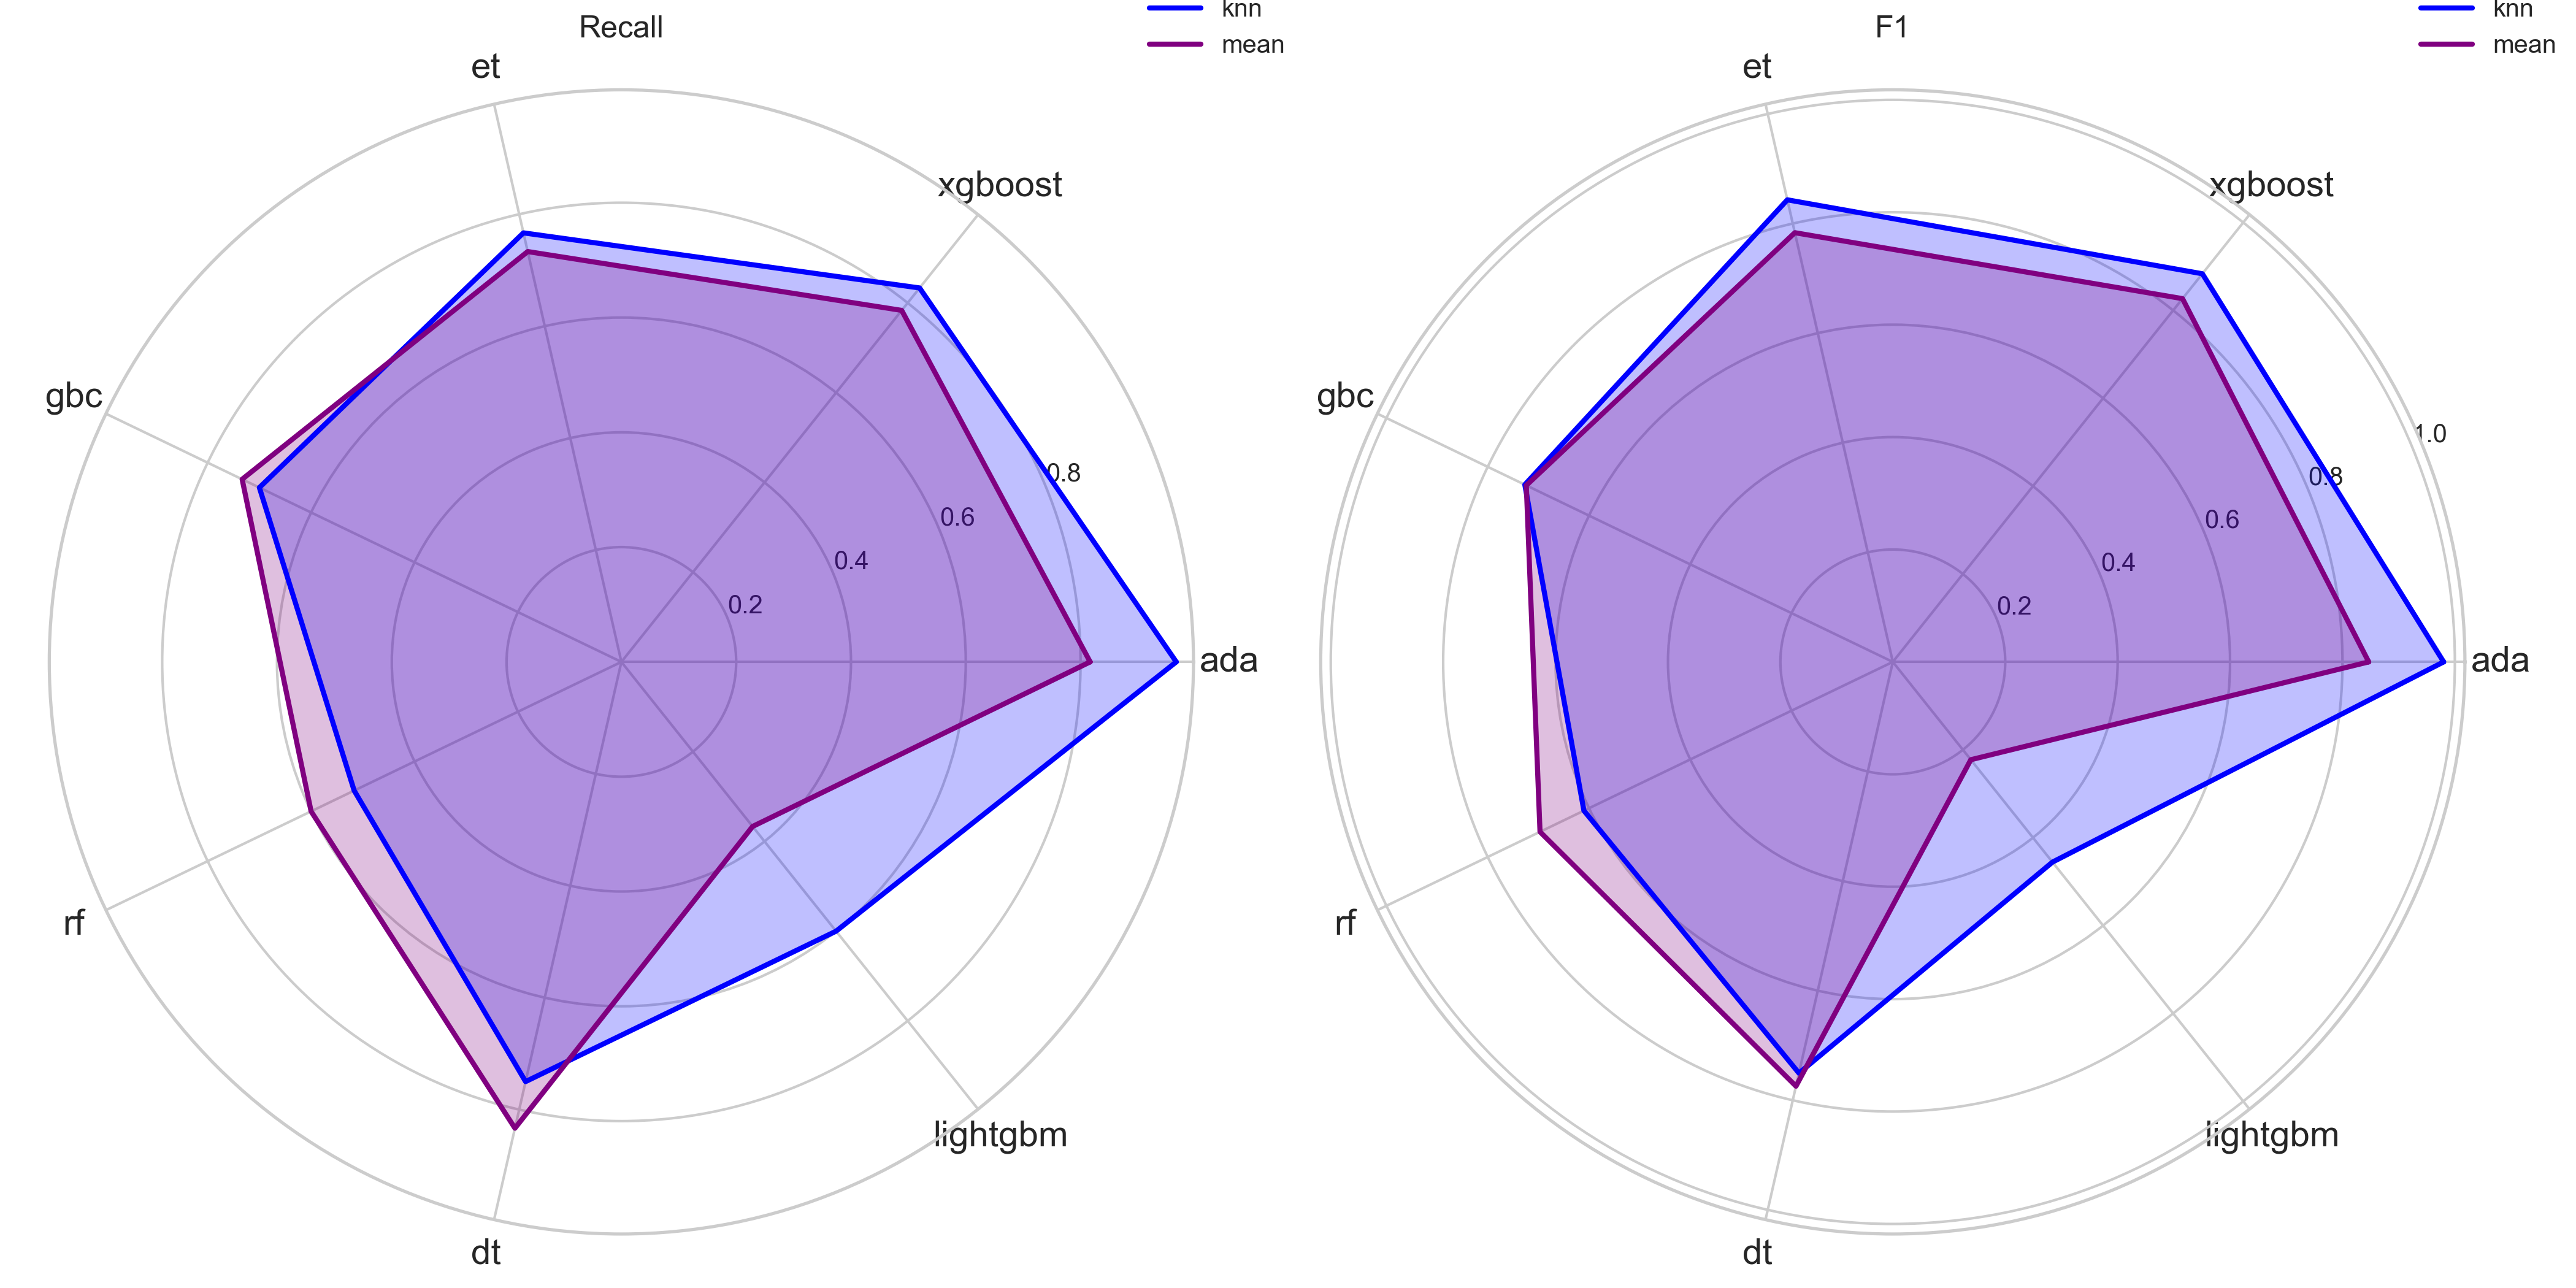 Recall
knn
mean
et
xgboost
gbc
0.8
0.6
0.4
0.2
ada
rf
lightgbm
dt
F1
knn
mean
et
xgboost
gbc
1.0
0.8
0.6
0.4
0.2
ada
rf
lightgbm
dt